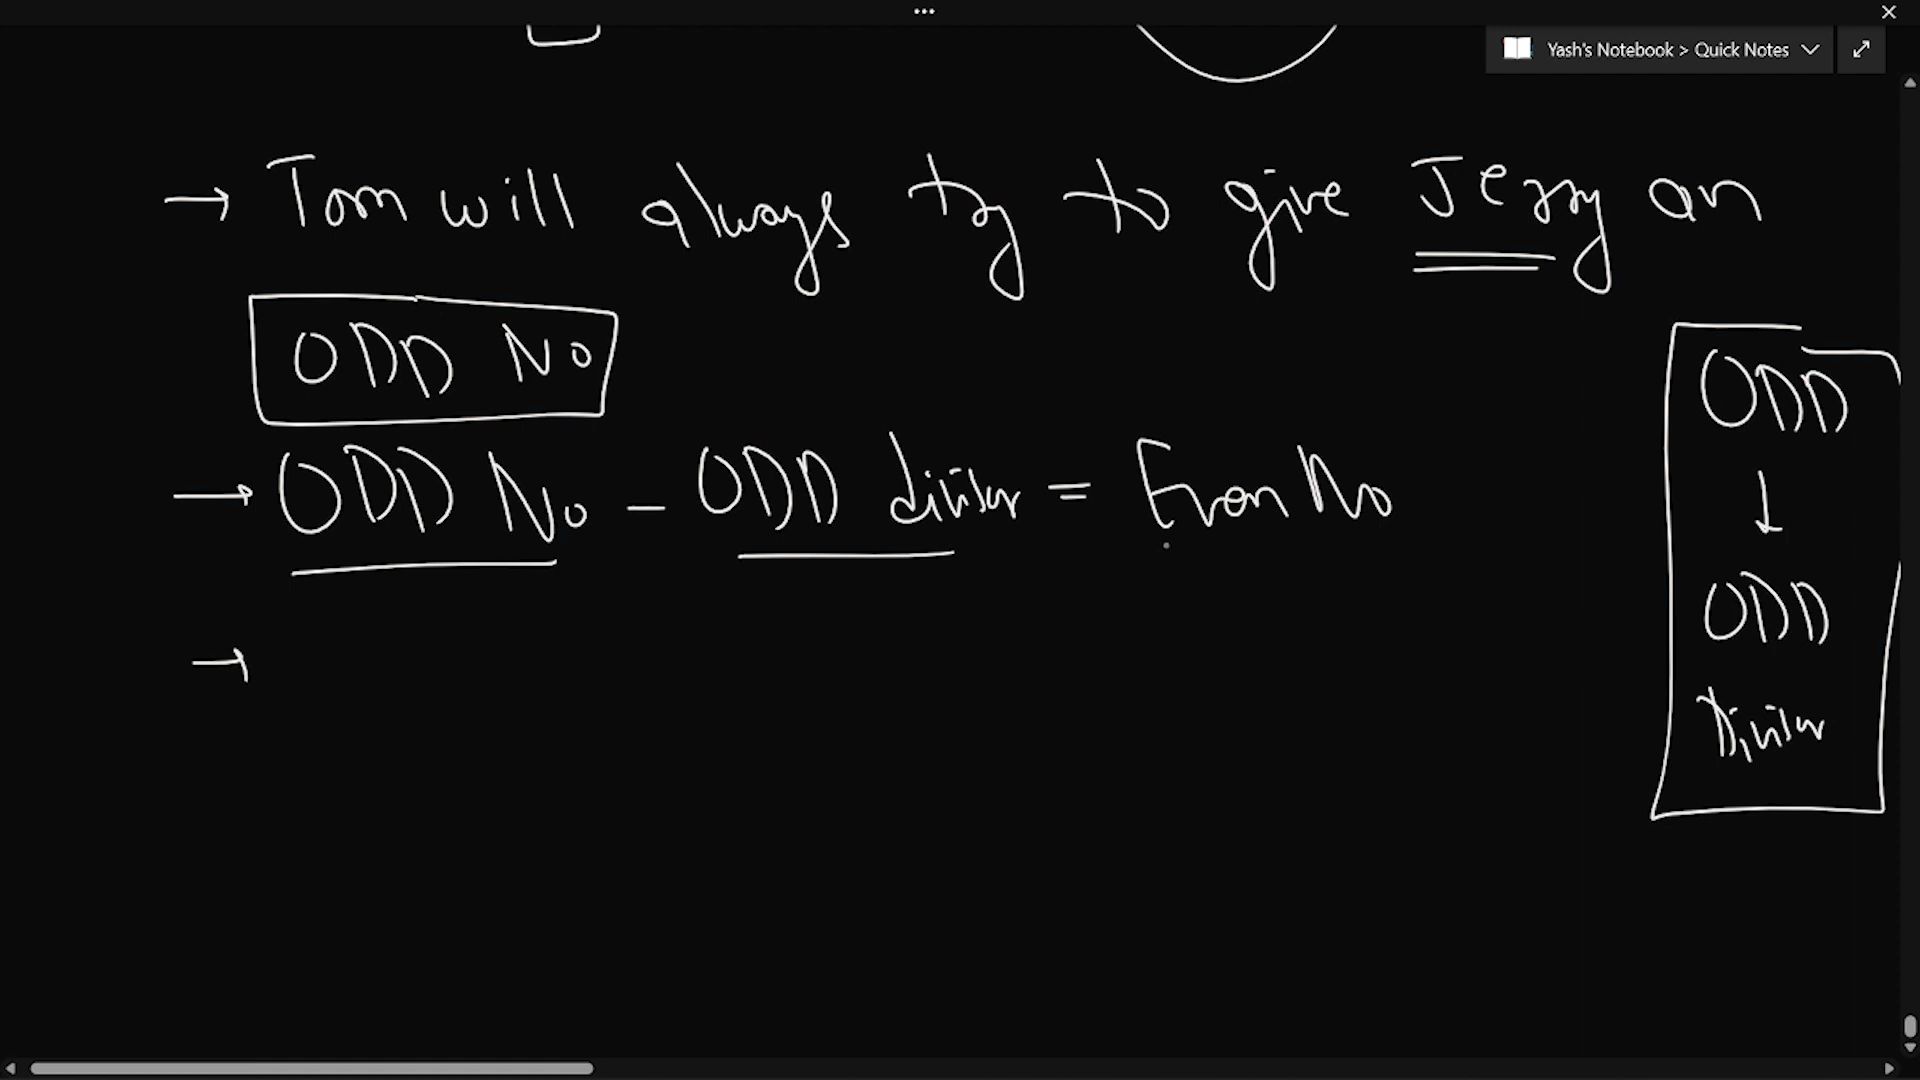 Yash's Notebook > Quick Notes
→ Tom will always try to give Jerry an
ODD No
→ ODD No – ODD divisor = Even No
→
ODD
↓
ODD
Divisor